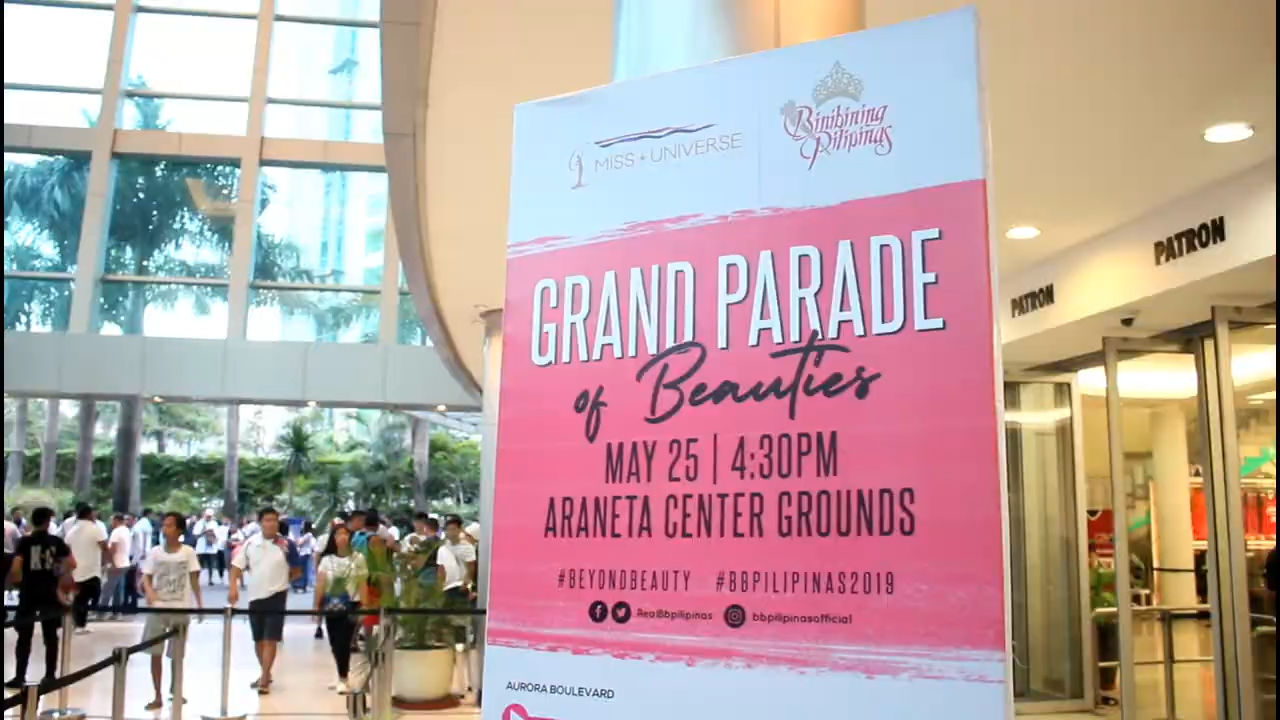 MISS UNIVERSE
Binibining
Pilipinas
GRAND PARADE
of Beauties
MAY 25 | 4:30PM
ARANETA CENTER GROUNDS
#BEYONDBEAUTY #BBPILIPINAS2019
RealBbpilipinas bbpilipinasofficial
AURORA BOULEVARD
PATRON
PATRON